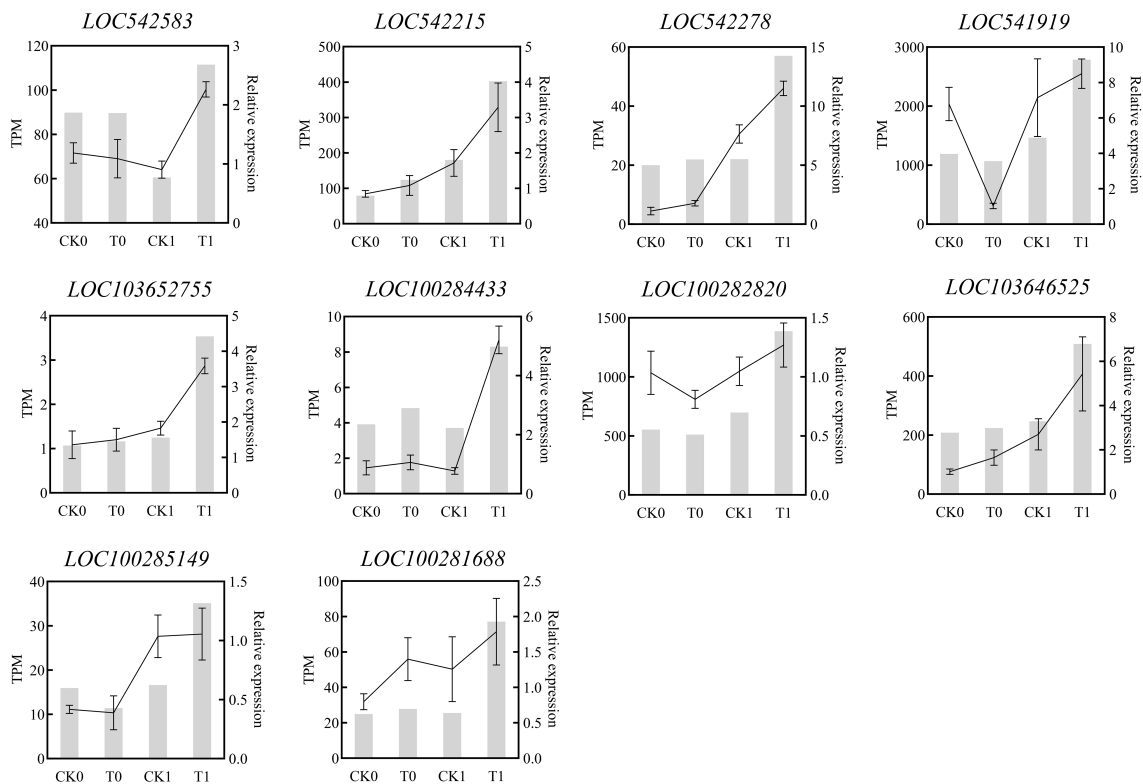 LOC542583
LOC542215
LOC542278
LOC541919
120
100
80
60
40
TPM
3
2
1
0
Relative expression
CK0 T0 CK1 T1
500
400
300
200
100
0
TPM
5
4
3
2
1
0
Relative expression
CK0 T0 CK1 T1
60
40
20
0
TPM
15
10
5
0
Relative expression
CK0 T0 CK1 T1
3000
2000
1000
0
TPM
10
8
6
4
2
0
Relative expression
CK0 T0 CK1 T1
LOC103652755
LOC100284433
LOC100282820
LOC103646525
4
3
2
1
0
TPM
5
4
3
2
1
0
Relative expression
CK0 T0 CK1 T1
10
8
6
4
2
0
TPM
6
5
2
0
Relative expression
CK0 T0 CK1 T1
1500
1000
500
0
TPM
1.5
1.0
0.5
0.0
Relative expression
CK0 T0 CK1 T1
600
400
200
0
TPM
8
6
4
2
0
Relative expression
CK0 T0 CK1 T1
LOC100285149
LOC100281688
40
30
20
10
0
TPM
1.5
1.0
0.5
0.0
Relative expression
CK0 T0 CK1 T1
100
80
60
40
20
0
TPM
2.5
2.0
1.5
1.0
0.5
0.0
Relative expression
CK0 T0 CK1 T1